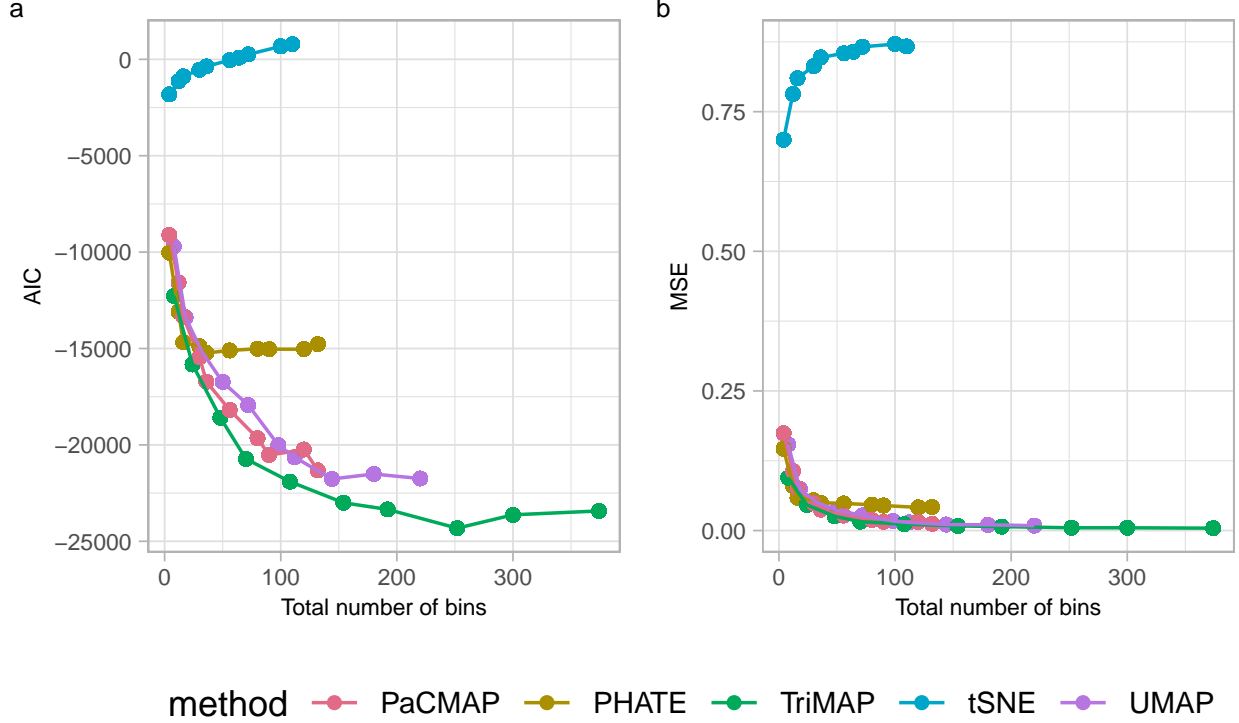 a
0
−5000
−10000
−15000
−20000
−25000
AIC
0 100 200 300
Total number of bins
b
0.75
0.50
0.25
0.00
MSE
0 100 200 300
Total number of bins
method PaCMAP PHATE TriMAP tSNE UMAP